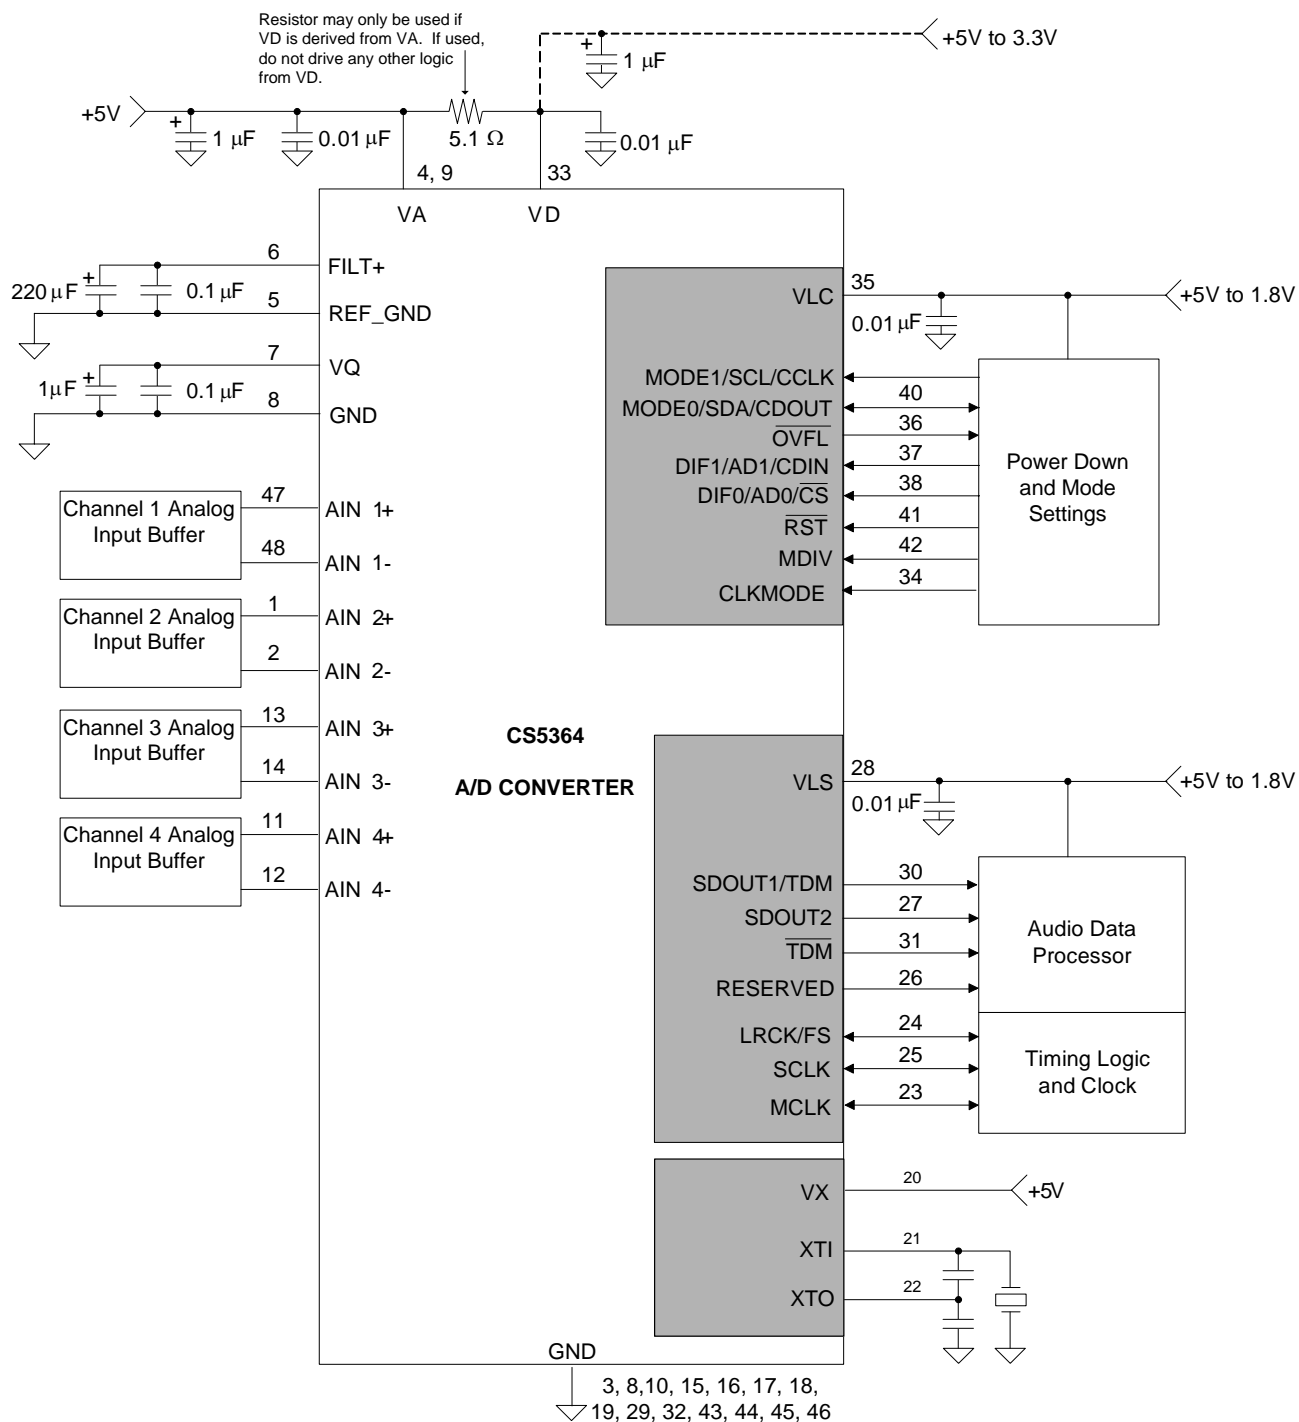 Resistor may only be used if
VD is derived from VA. If used,
do not drive any other logic
from VD.
+5V to 3.3V
+
1 µF
+5V
+
1 µF
0.01 µF
5.1 Ω
0.01 µF
4, 9
33
VA
VD
6
FILT+
220 µF
+
0.1 µF
5
REF_GND
7
VQ
1µF
+
0.1 µF
8
GND
Channel 1 Analog
Input Buffer
47
AIN 1+
48
AIN 1-
Channel 2 Analog
Input Buffer
1
AIN 2+
2
AIN 2-
Channel 3 Analog
Input Buffer
13
AIN 3+
14
AIN 3-
Channel 4 Analog
Input Buffer
11
AIN 4+
12
AIN 4-
CS5364
A/D CONVERTER
VLC
35
0.01 µF
+5V to 1.8V
MODE1/SCL/CCLK
MODE0/SDA/CDOUT
40
OVFL
36
DIF1/AD1/CDIN
37
DIF0/AD0/CS
38
RST
41
MDIV
42
CLKMODE
34
Power Down
and Mode
Settings
VLS
28
0.01 µF
+5V to 1.8V
SDOUT1/TDM
30
SDOUT2
27
TDM
31
RESERVED
26
Audio Data
Processor
LRCK/FS
24
SCLK
25
MCLK
23
Timing Logic
and Clock
VX
20
+5V
XTI
21
XTO
22
GND
3, 8,10, 15, 16, 17, 18,
19, 29, 32, 43, 44, 45, 46